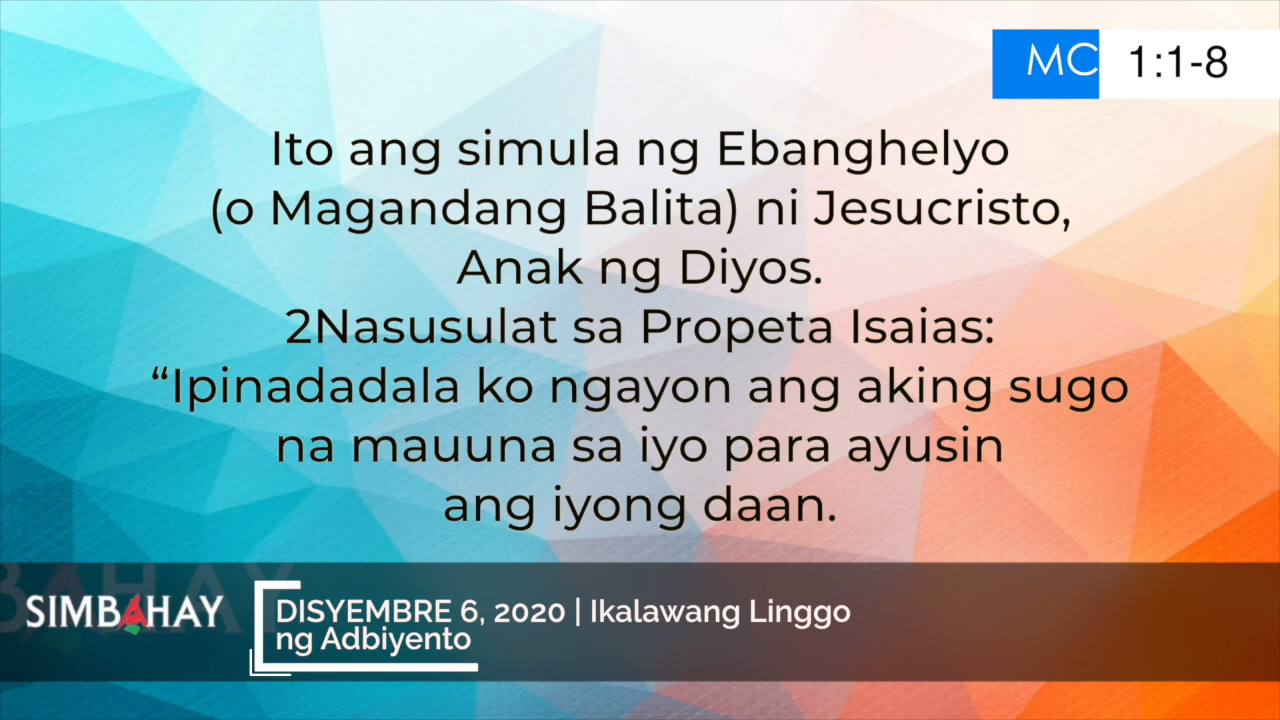 MC 1:1-8
Ito ang simula ng Ebanghelyo
(o Magandang Balita) ni Jesucristo,
Anak ng Diyos.
2Nasusulat sa Propeta Isaias:
“Ipinadadala ko ngayon ang aking sugo
na mauuna sa iyo para ayusin
ang iyong daan.
SIMBAHAY
DISYEMBRE 6, 2020 | Ikalawang Linggo
ng Adbiyento